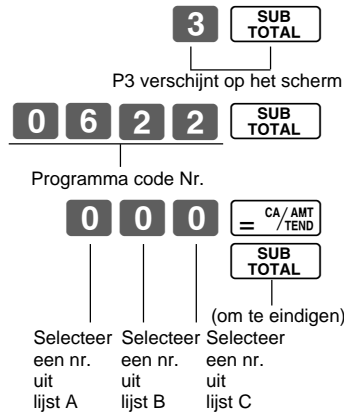 3 SUB TOTAL
P3 verschijnt op het scherm
0 6 2 2 SUB TOTAL
Programma code Nr.
0 0 0 = CA/AMT TEND
SUB TOTAL
(om te eindigen)
Selecteer een nr. uit lijst A
Selecteer een nr. uit lijst B
Selecteer een nr. uit lijst C